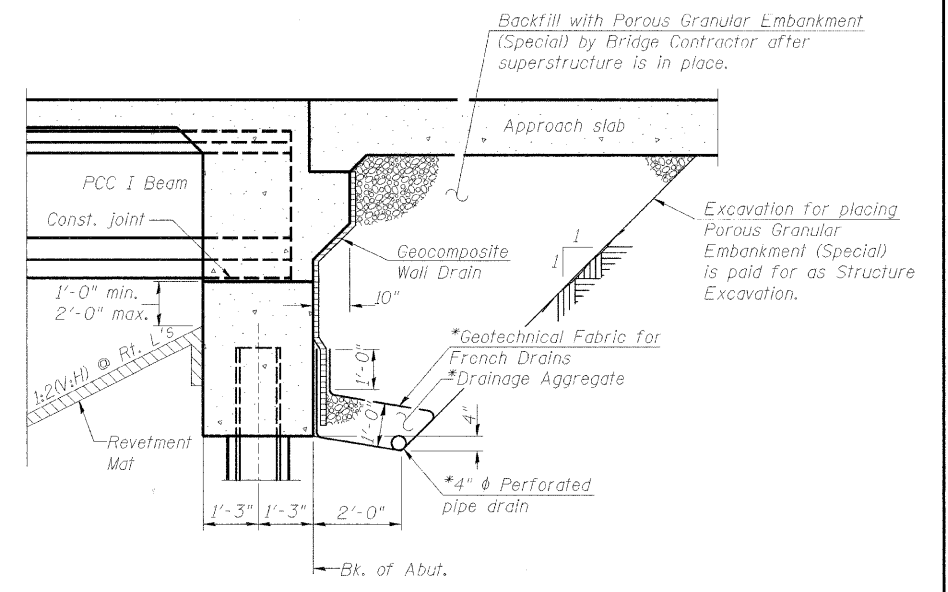 Backfill with Porous Granular Embankment
(Special) by Bridge Contractor after
superstructure is in place.
Approach slab
PCC I Beam
Const. joint
Geocomposite
Wall Drain
Excavation for placing
Porous Granular
Embankment (Special)
is paid for as Structure
Excavation.
1
1
10"
1'-0" min.
2'-0" max.
1:2(V:H) @ Rt. L's
*Geotechnical Fabric for
French Drains
*Drainage Aggregate
1'-0"
1'-0"
4"
Revetment
Mat
*4" ϕ Perforated
pipe drain
1'-3" 1'-3" 2'-0"
Bk. of Abut.